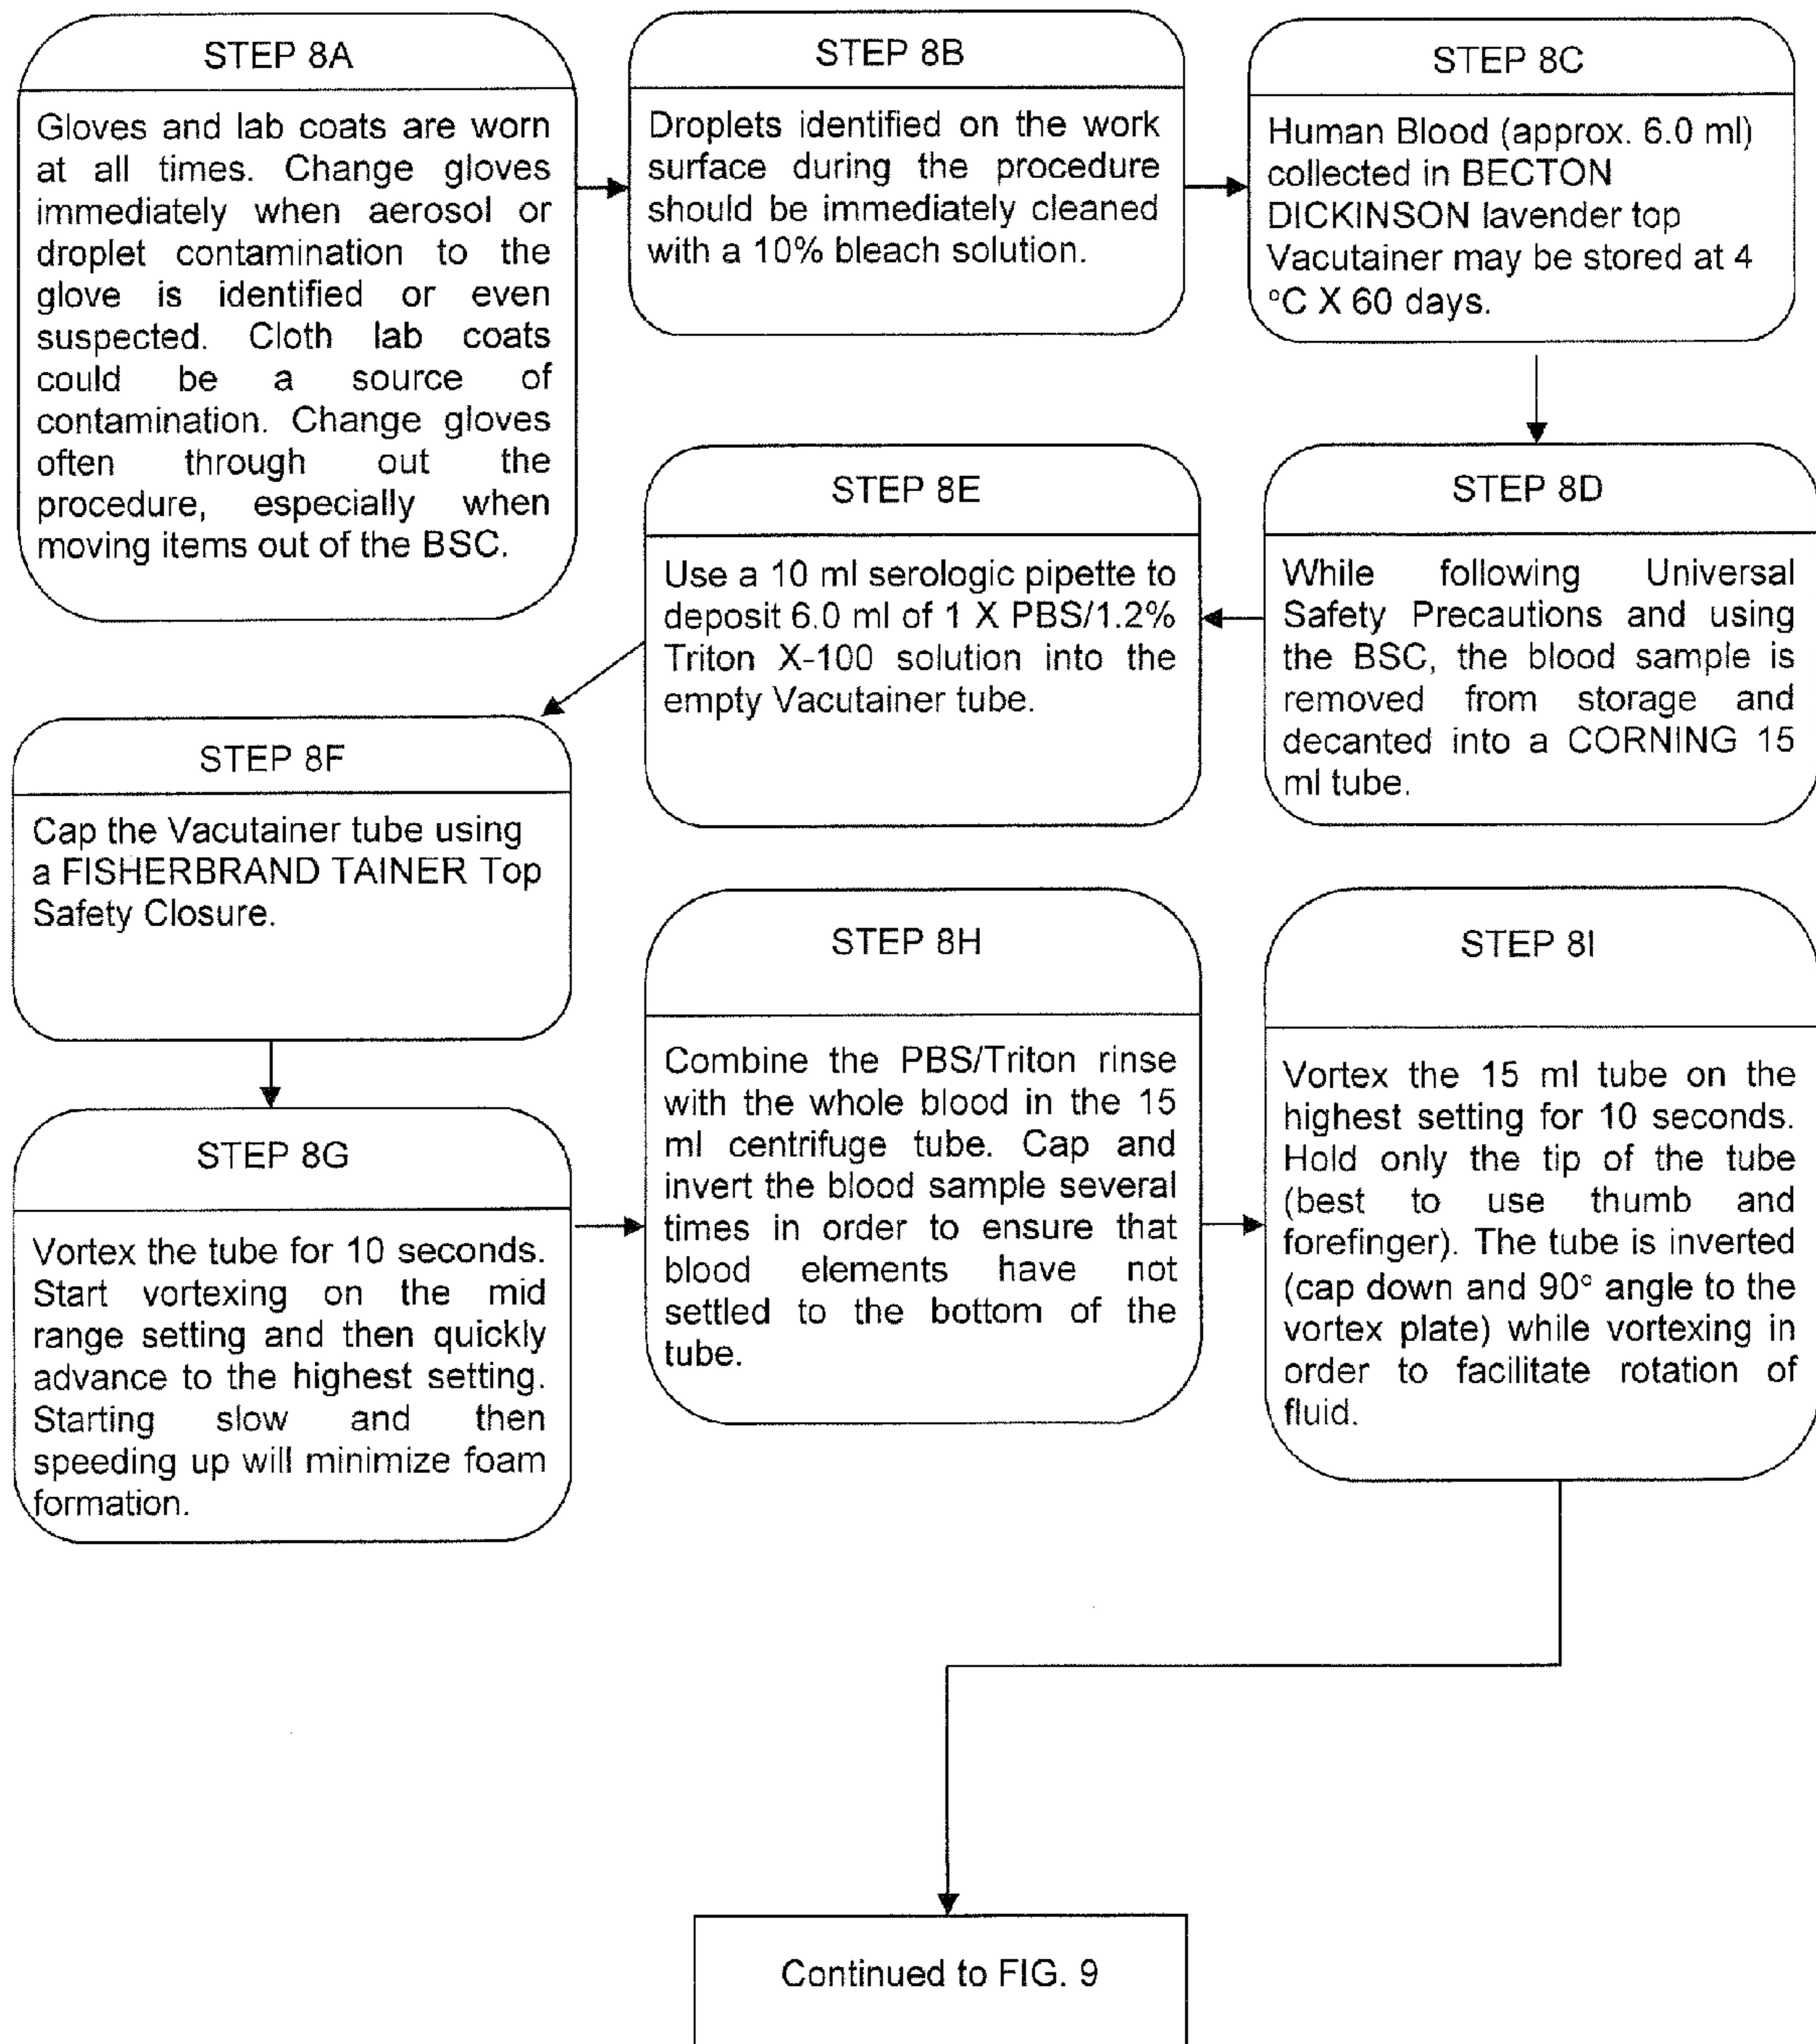 STEP 8A
Gloves and lab coats are worn
at all times. Change gloves
immediately when aerosol or
droplet contamination to the
glove is identified or even
suspected. Cloth lab coats
could be a source of
contamination. Change gloves
often through out the
procedure, especially when
moving items out of the BSC.
STEP 8B
Droplets identified on the work
surface during the procedure
should be immediately cleaned
with a 10% bleach solution.
STEP 8C
Human Blood (approx. 6.0 ml)
collected in BECTON
DICKINSON lavender top
Vacutainer may be stored at 4
°C X 60 days.
STEP 8D
While following Universal
Safety Precautions and using
the BSC, the blood sample is
removed from storage and
decanted into a CORNING 15
ml tube.
STEP 8E
Use a 10 ml serologic pipette to
deposit 6.0 ml of 1 X PBS/1.2%
Triton X-100 solution into the
empty Vacutainer tube.
STEP 8F
Cap the Vacutainer tube using
a FISHERBRAND TAINER Top
Safety Closure.
STEP 8G
Vortex the tube for 10 seconds.
Start vortexing on the mid
range setting and then quickly
advance to the highest setting.
Starting slow and then
speeding up will minimize foam
formation.
STEP 8H
Combine the PBS/Triton rinse
with the whole blood in the 15
ml centrifuge tube. Cap and
invert the blood sample several
times in order to ensure that
blood elements have not
settled to the bottom of the
tube.
STEP 8I
Vortex the 15 ml tube on the
highest setting for 10 seconds.
Hold only the tip of the tube
(best to use thumb and
forefinger). The tube is inverted
(cap down and 90° angle to the
vortex plate) while vortexing in
order to facilitate rotation of
fluid.
Continued to FIG. 9